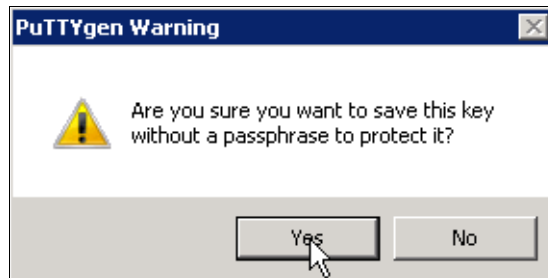 PuTTYgen Warning
Are you sure you want to save this key
without a passphrase to protect it?
Yes
No